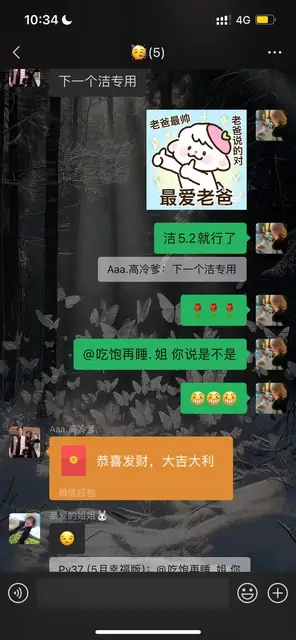 10:34
4G
(5)
下一个洁专用
老爸最帅
老爸说的对
最爱老爸
洁5.2就行了
Aaa.高冷爹：下一个洁专用
@吃饱再睡. 姐 你说是不是
Aaa.高冷爹
恭喜发财，大吉大利
微信红包
亲爱的姐姐
Py37 (5月幸福版)：@吃饱再睡. 姐 你